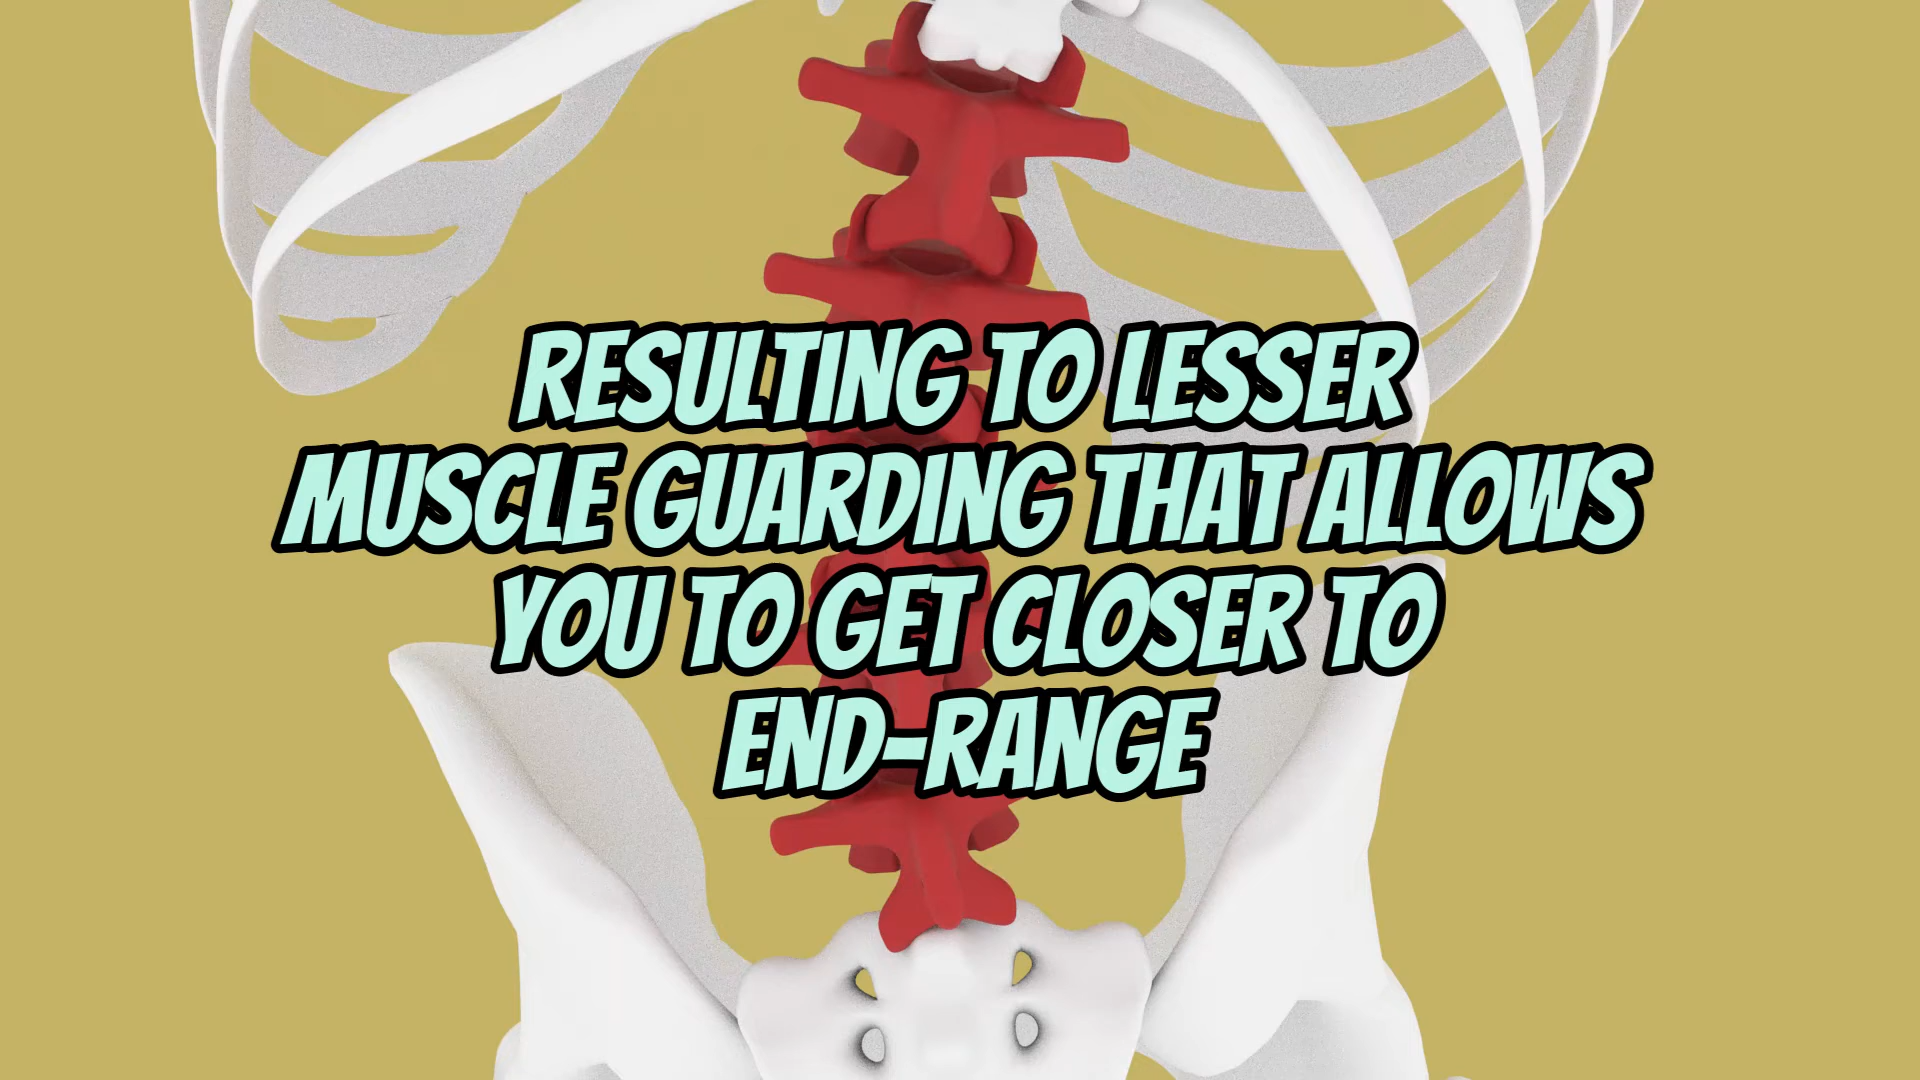 RESULTING TO LESSER
MUSCLE GUARDING THAT ALLOWS
YOU TO GET CLOSER TO
END-RANGE